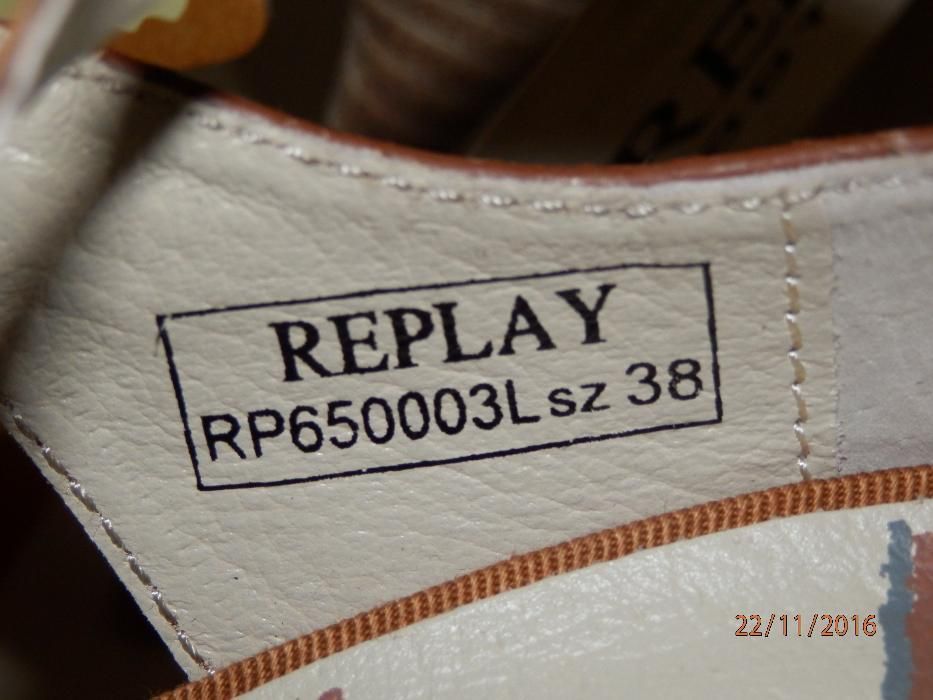 REPLAY
RP650003L sz 38
22/11/2016